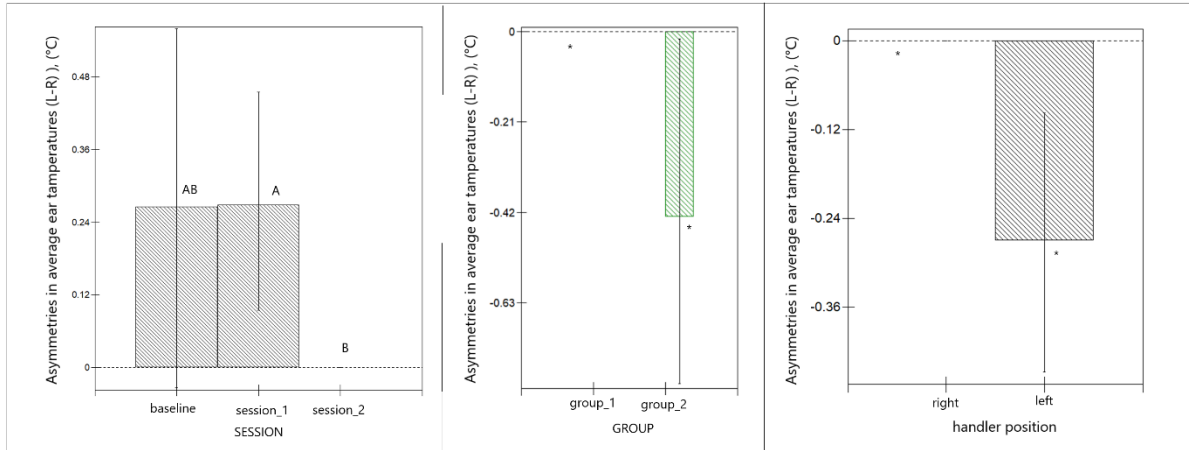 Asymmetries in average ear tamperatures (L-R) ), (°C)
0.48
0.36
0.24
0.12
0
AB
A
B
baseline
session_1
session_2
SESSION
Asymmetries in average ear tamperatures (L-R) ), (°C)
0
-0.21
-0.42
-0.63
*
*
group_1
group_2
GROUP
Asymmetries in average ear tamperatures (L-R) ), (°C)
0
-0.12
-0.24
-0.36
*
*
right
left
handler position